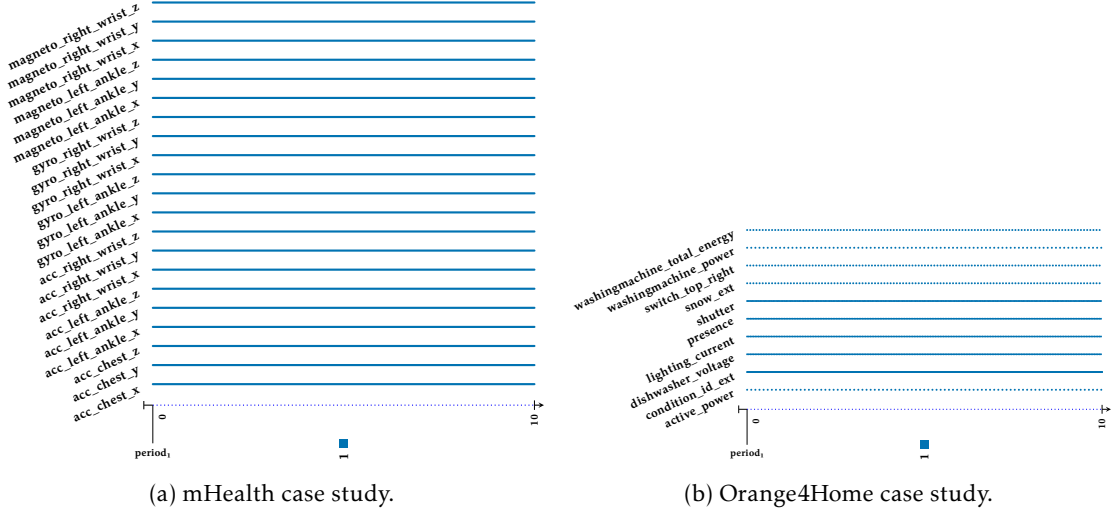 magneto_right_wrist_z
magneto_right_wrist_y
magneto_right_wrist_x
magneto_left_ankle_z
magneto_left_ankle_y
magneto_left_ankle_x
gyro_right_wrist_z
gyro_right_wrist_y
gyro_right_wrist_x
gyro_left_ankle_z
gyro_left_ankle_y
gyro_left_ankle_x
acc_right_wrist_z
acc_right_wrist_y
acc_right_wrist_x
acc_left_ankle_z
acc_left_ankle_y
acc_left_ankle_x
acc_chest_z
acc_chest_y
acc_chest_x
0
10
period₁
1
(a) mHealth case study.
washingmachine_total_energy
washingmachine_power
switch_top_right
snow_ext
shutter
presence
lighting_current
dishwasher_voltage
condition_id_ext
active_power
0
10
period₁
1
(b) Orange4Home case study.